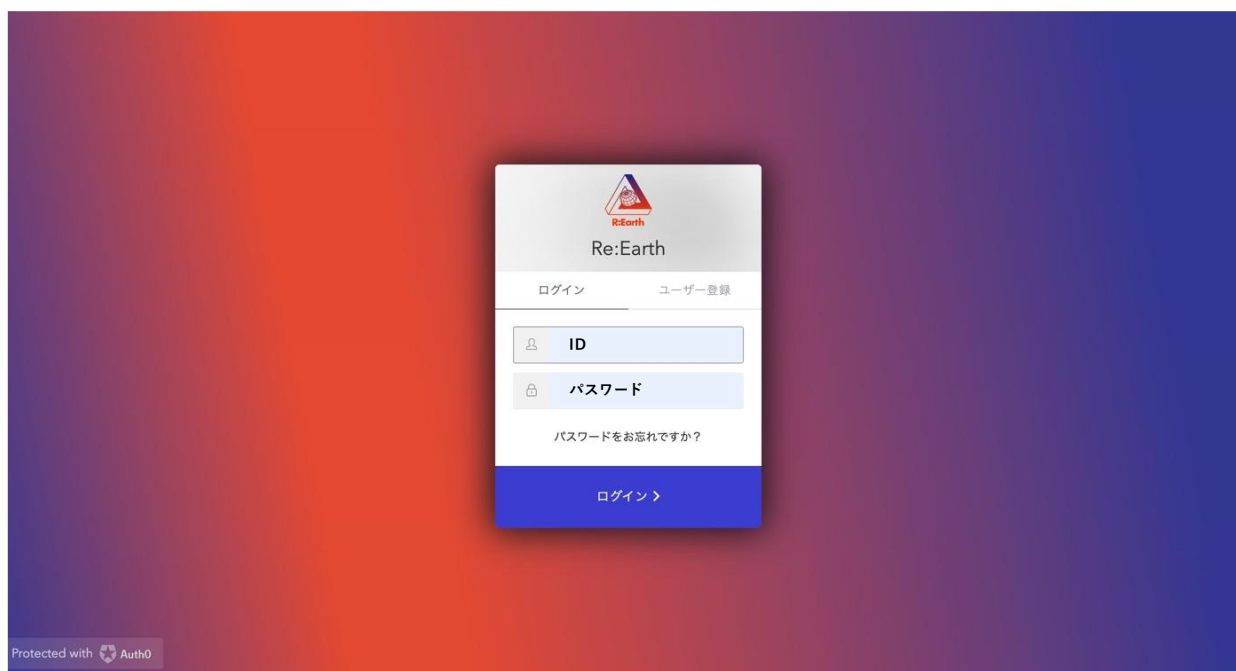 R:Earth
Re:Earth
ログイン ユーザー登録
ID
パスワード
パスワードをお忘れですか？
ログイン
Protected with Auth0